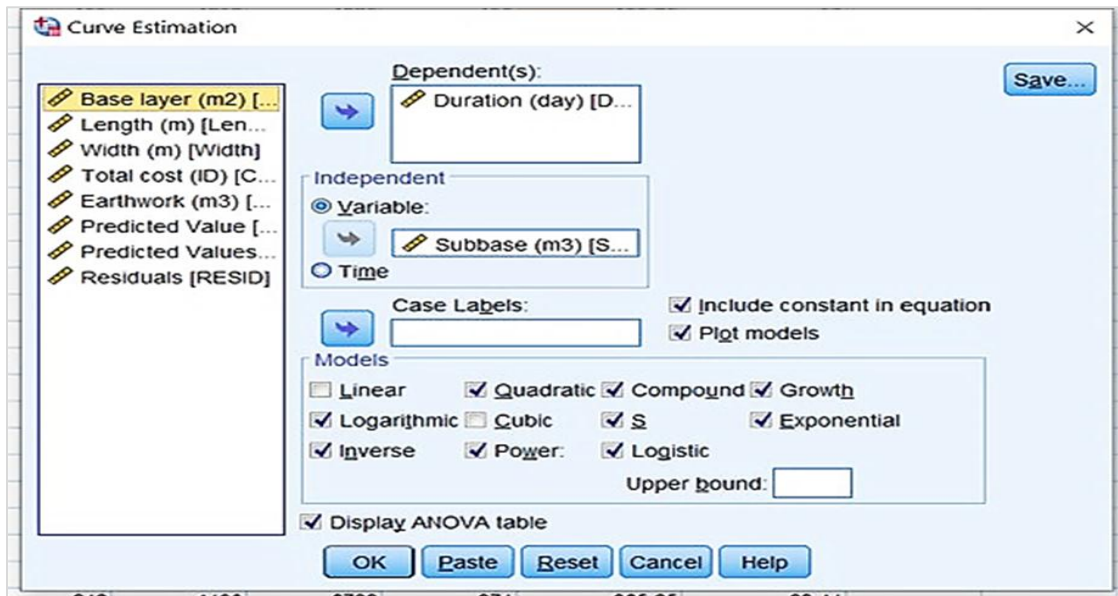 Curve Estimation
Dependent(s):
Save...
Base layer (m2) [...
Duration (day) [D...
Length (m) [Len...
Width (m) [Width]
Total cost (ID) [C...
Independent
Earthwork (m3) [...
Variable:
Predicted Value [...
Subbase (m3) [S...
Predicted Values...
Time
Residuals [RESID]
Case Labels:
Include constant in equation
Plot models
Models
Linear Quadratic Compound Growth
Logarithmic Cubic S Exponential
Inverse Power: Logistic
Upper bound:
Display ANOVA table
OK Paste Reset Cancel Help